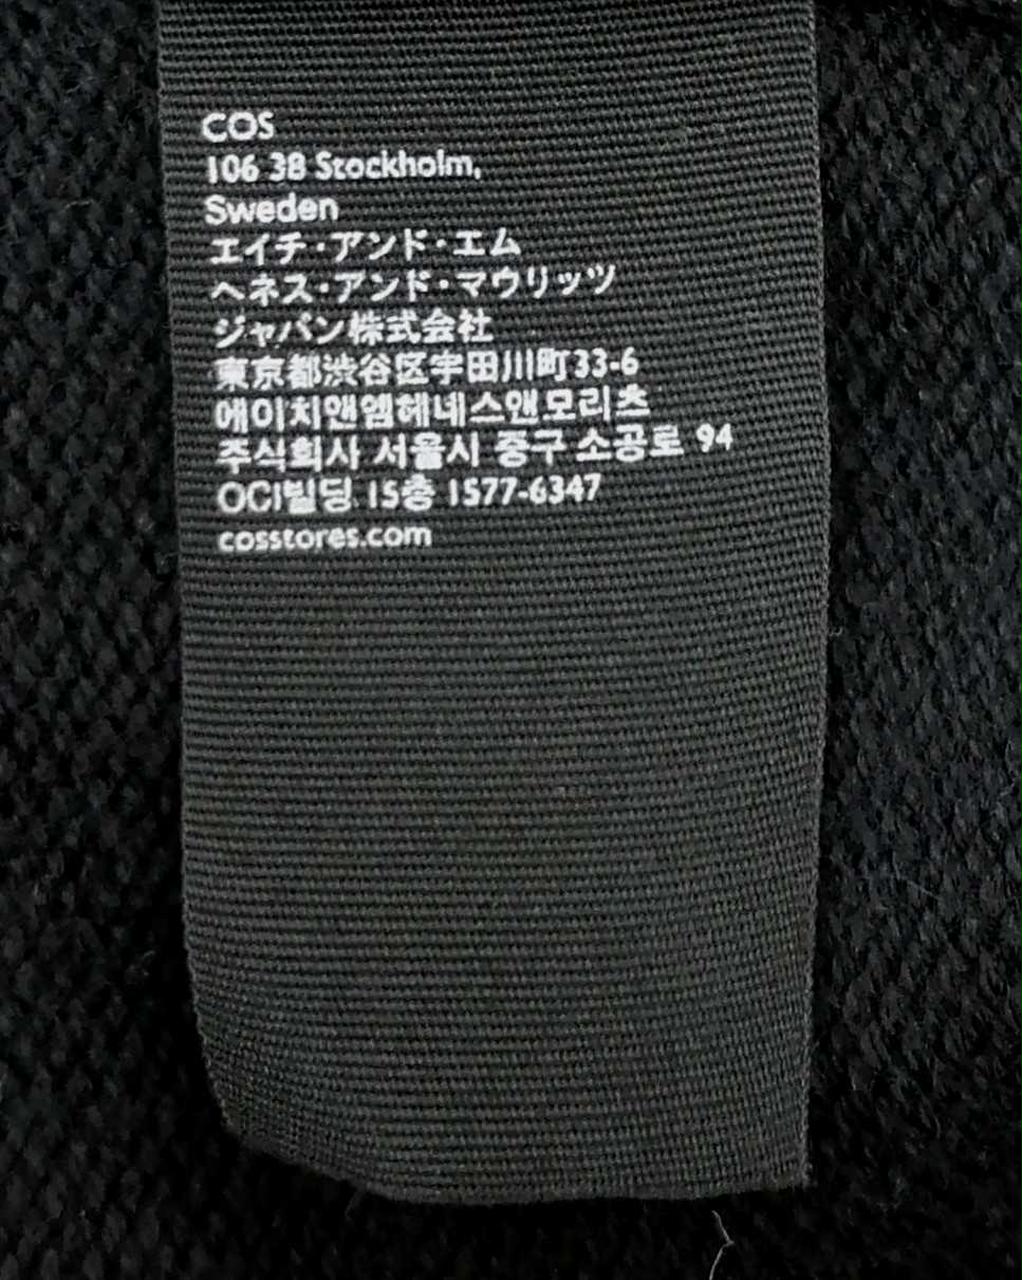 COS
106 38 Stockholm,
Sweden
エイチ・アンド・エム
ヘネス・アンド・マウリッツ
ジャパン株式会社
東京都渋谷区宇田川町33-6
에이치앤엠헤네스앤모리츠
주식회사 서울시 중구 소공로 94
OCI빌딩 15층 1577-6347
cosstores.com